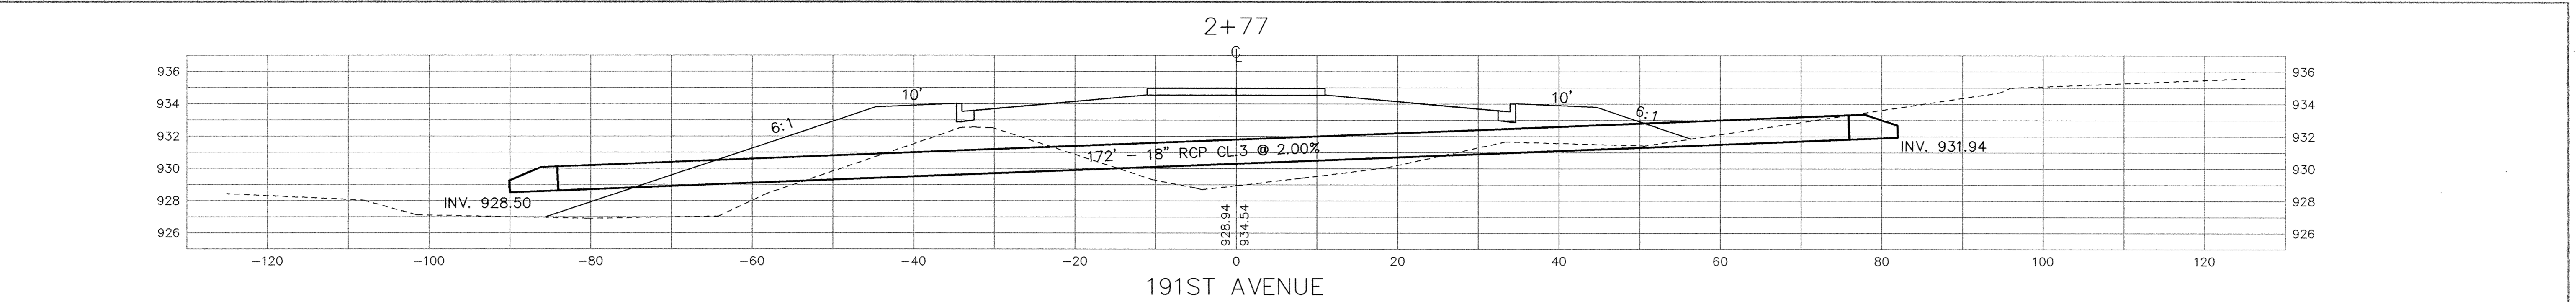 2+77
℄
936 936
934 10' 10' 934
6:1 6:1
932 932
172' – 18" RCP CL.3 @ 2.00%
INV. 931.94
930 930
INV. 928.50
928 928
928.94
934.54
926 926
-120 -100 -80 -60 -40 -20 0 20 40 60 80 100 120
191ST AVENUE